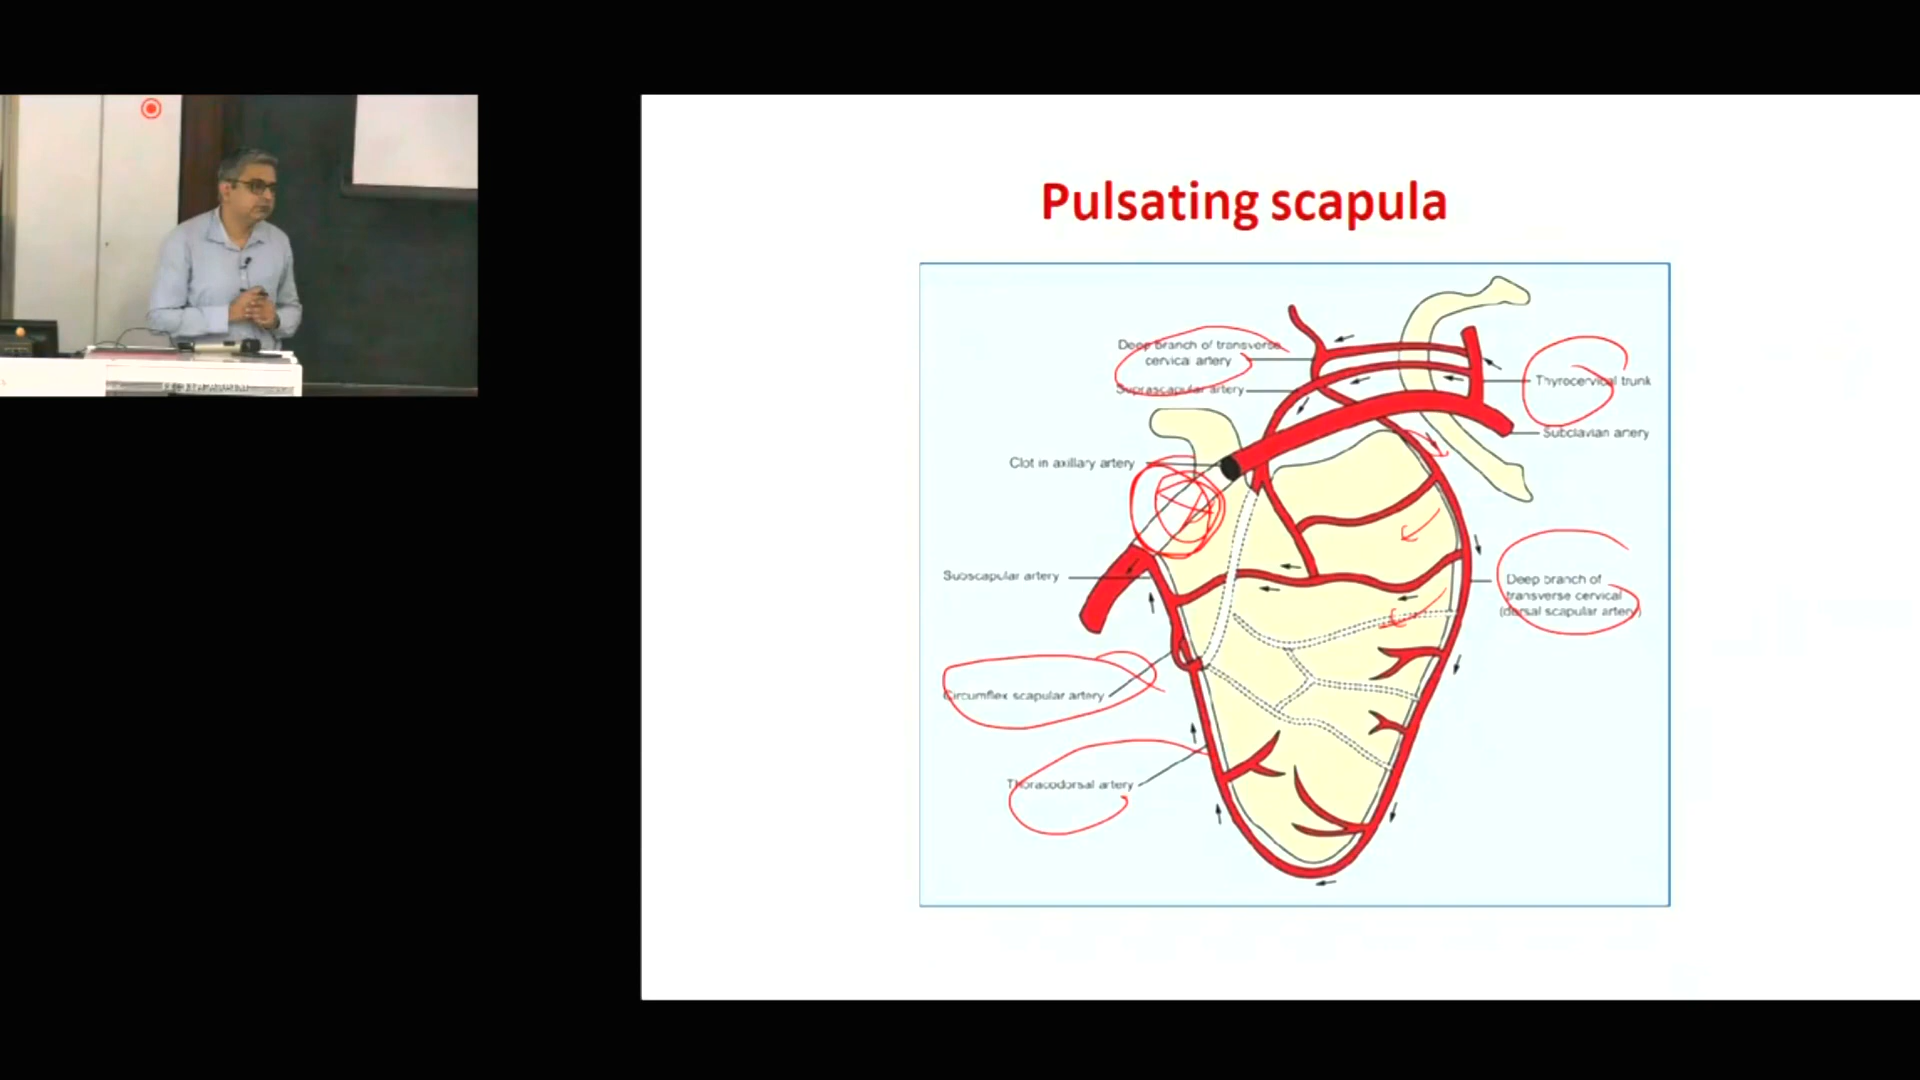 Pulsating scapula
Deep branch of transverse
cervical artery
Suprascapular artery
Thyrocervical trunk
Subclavian artery
Clot in axillary artery
Subscapular artery
Deep branch of
transverse cervical
(dorsal scapular artery)
Circumflex scapular artery
Thoracodorsal artery